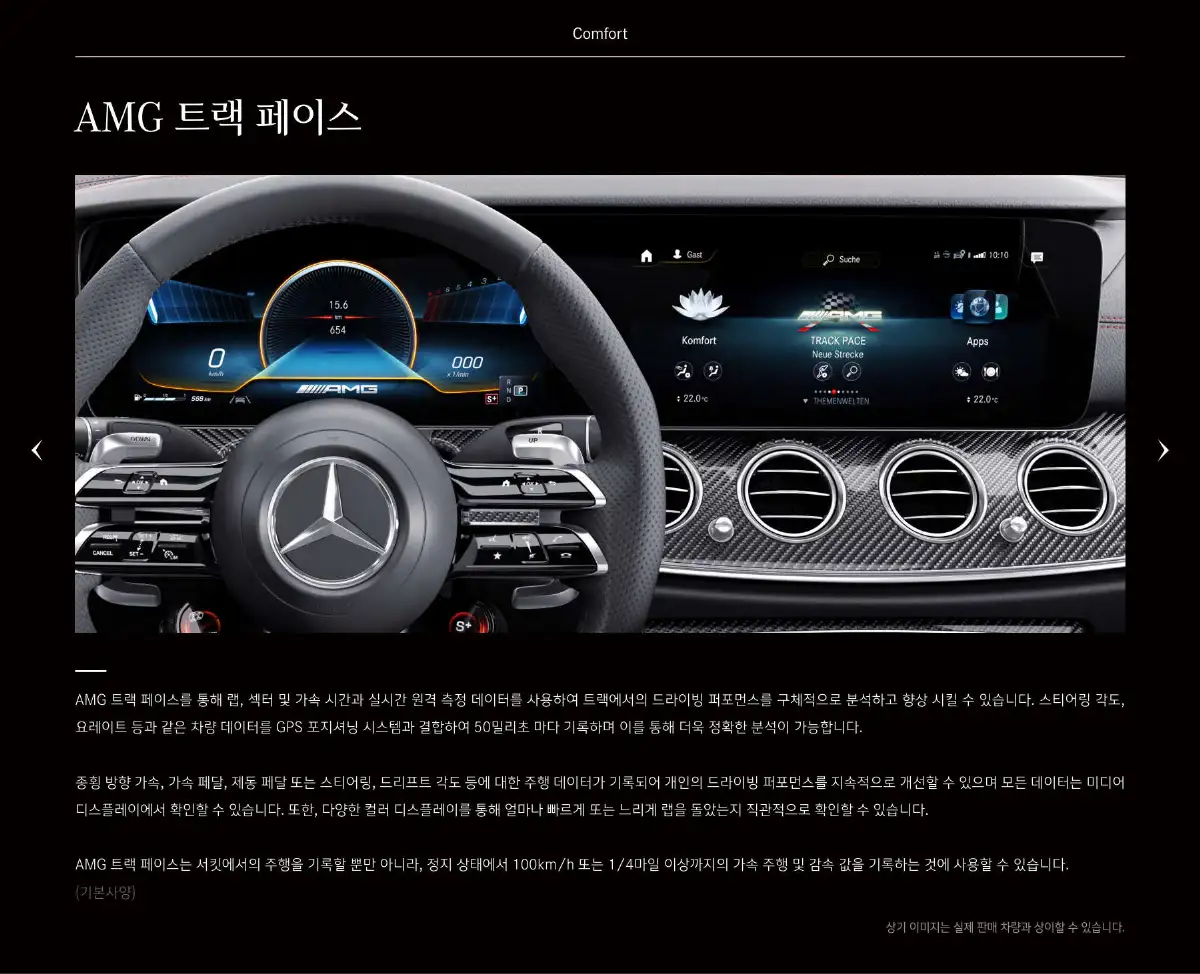 Comfort
AMG 트랙 페이스
Gast
Suche
10:10
15.6
km
654
0
km/h
000
x 1/min
6 5 4 3 2
Komfort
TRACK PACE
Neue Strecke
Apps
AMG
AMG
568 km
S+
R
N
D
P
22.0°C
THEMENWELTEN
22.0°C
DOWN
UP
OK
CANCEL
SET −
LIM
S+
AMG 트랙 페이스를 통해 랩, 섹터 및 가속 시간과 실시간 원격 측정 데이터를 사용하여 트랙에서의 드라이빙 퍼포먼스를 구체적으로 분석하고 향상 시킬 수 있습니다. 스티어링 각도,
요레이트 등과 같은 차량 데이터를 GPS 포지셔닝 시스템과 결합하여 50밀리초 마다 기록하며 이를 통해 더욱 정확한 분석이 가능합니다.
종횡 방향 가속, 가속 페달, 제동 페달 또는 스티어링, 드리프트 각도 등에 대한 주행 데이터가 기록되어 개인의 드라이빙 퍼포먼스를 지속적으로 개선할 수 있으며 모든 데이터는 미디어
디스플레이에서 확인할 수 있습니다. 또한, 다양한 컬러 디스플레이를 통해 얼마나 빠르게 또는 느리게 랩을 돌았는지 직관적으로 확인할 수 있습니다.
AMG 트랙 페이스는 서킷에서의 주행을 기록할 뿐만 아니라, 정지 상태에서 100km/h 또는 1/4마일 이상까지의 가속 주행 및 감속 값을 기록하는 것에 사용할 수 있습니다.
(기본사양)
상기 이미지는 실제 판매 차량과 상이할 수 있습니다.